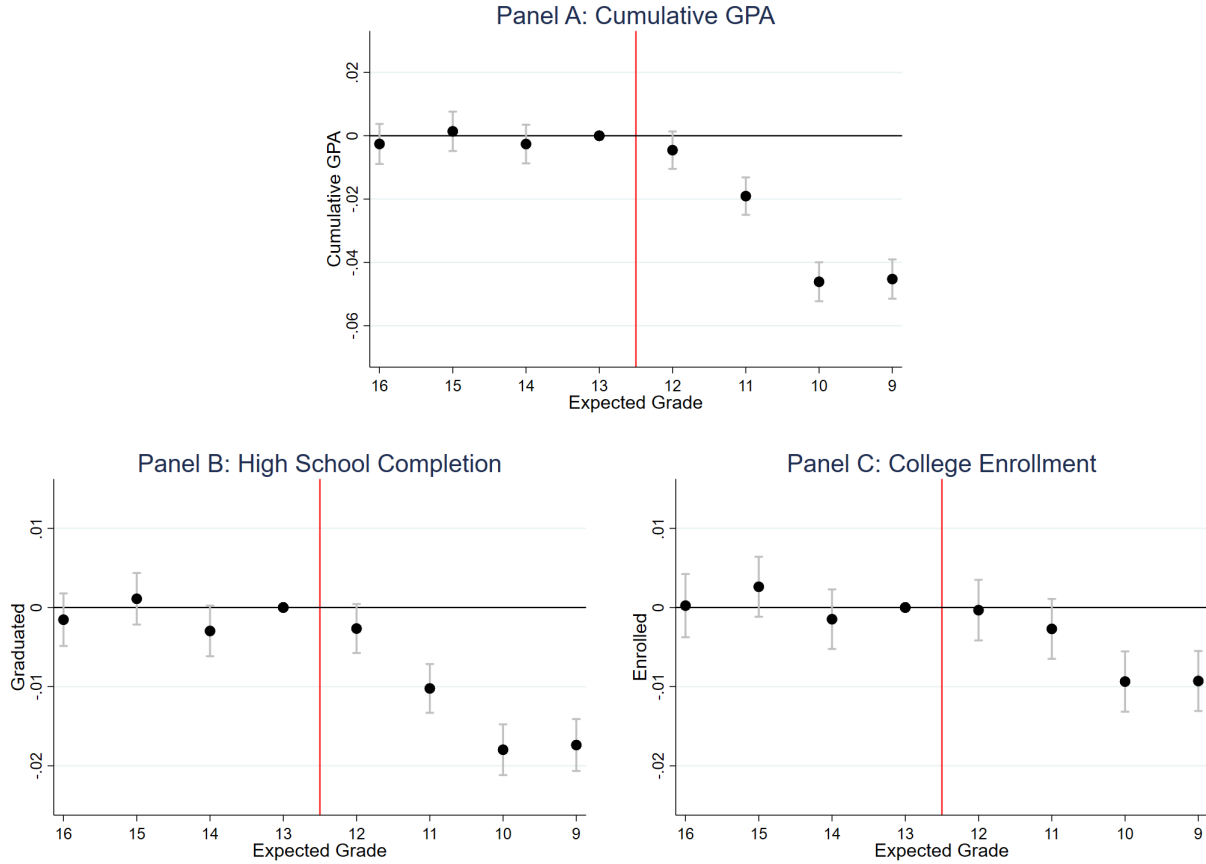 Panel A: Cumulative GPA
Cumulative GPA
.02
0
-.02
-.04
-.06
16 15 14 13 12 11 10 9
Expected Grade
Panel B: High School Completion
Graduated
.01
0
-.01
-.02
16 15 14 13 12 11 10 9
Expected Grade
Panel C: College Enrollment
Enrolled
.01
0
-.01
-.02
16 15 14 13 12 11 10 9
Expected Grade